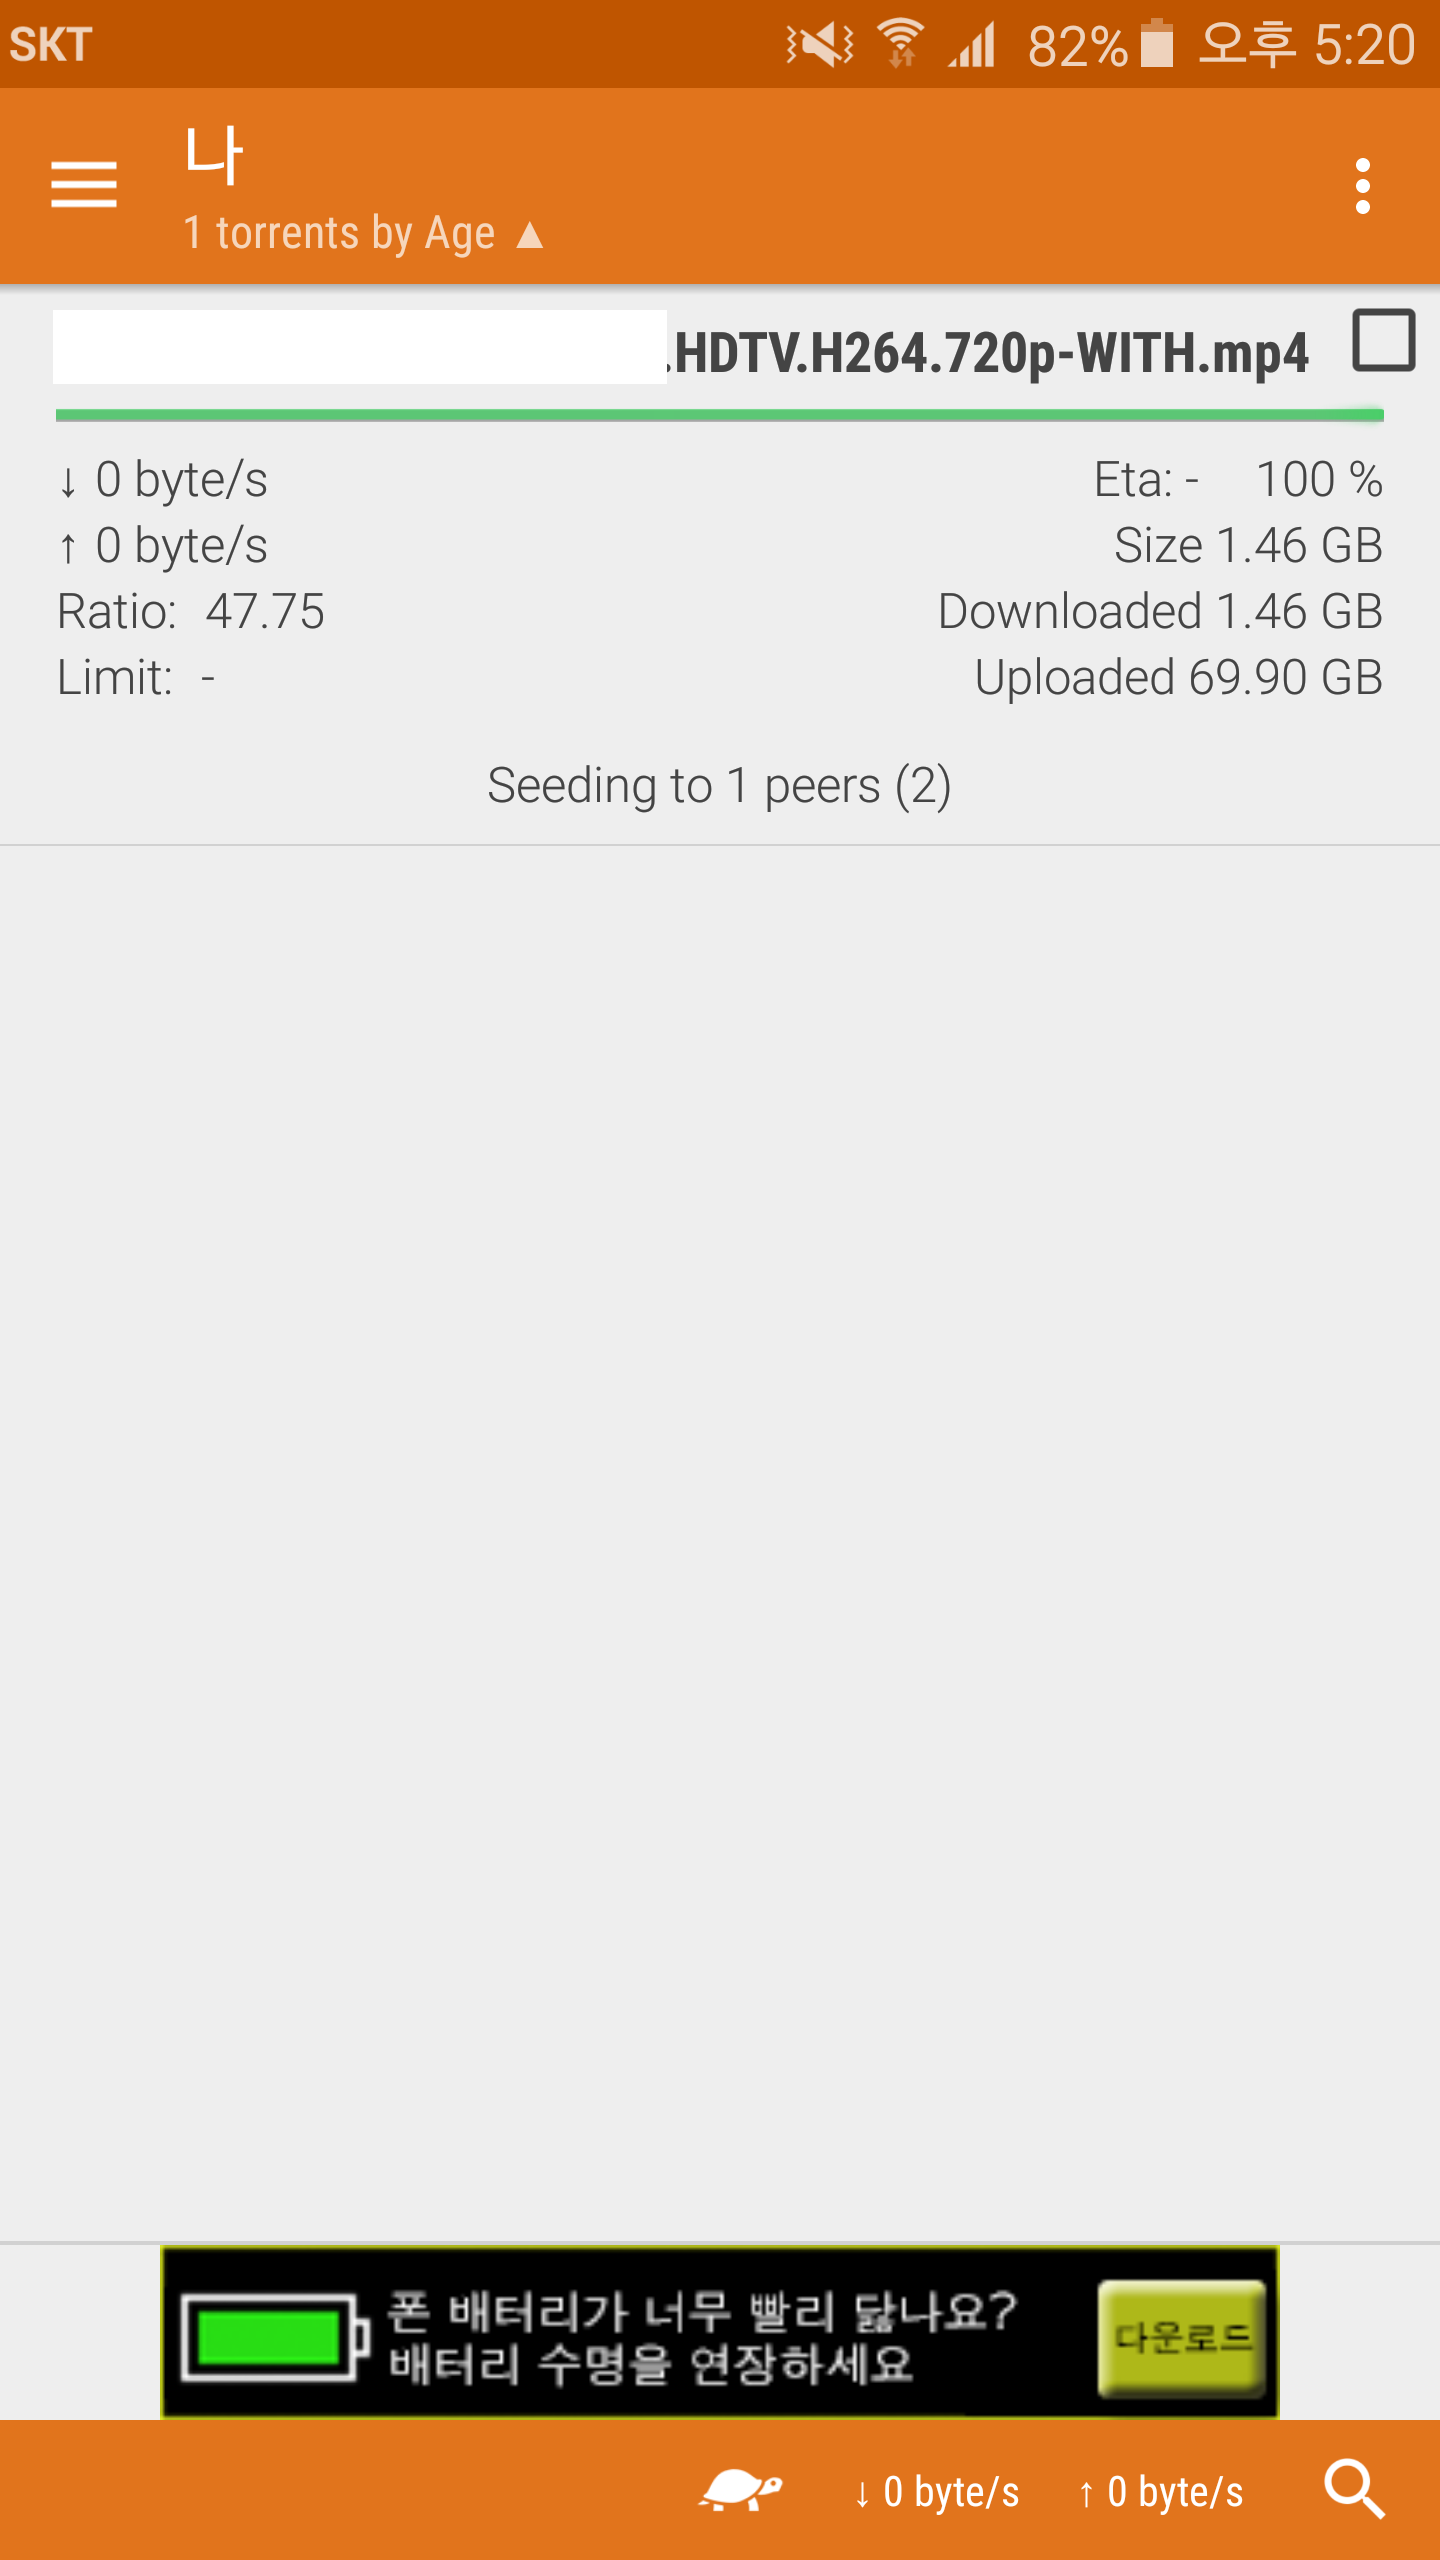 SKT 82% 오후 5:20
나
1 torrents by Age ▲
.HDTV.H264.720p-WITH.mp4
↓ 0 byte/s Eta: - 100 %
↑ 0 byte/s Size 1.46 GB
Ratio: 47.75 Downloaded 1.46 GB
Limit: - Uploaded 69.90 GB
Seeding to 1 peers (2)
폰 배터리가 너무 빨리 닳나요?
배터리 수명을 연장하세요
다운로드
↓ 0 byte/s ↑ 0 byte/s